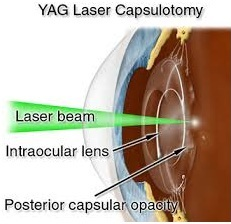 YAG Laser Capsulotomy
Laser beam
Intraocular lens
Posterior capsular opacity